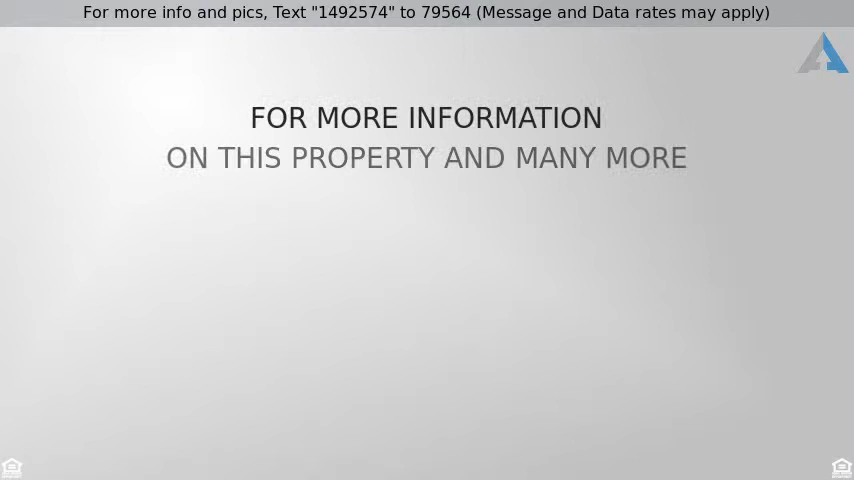 For more info and pics, Text "1492574" to 79564 (Message and Data rates may apply)
FOR MORE INFORMATION
ON THIS PROPERTY AND MANY MORE